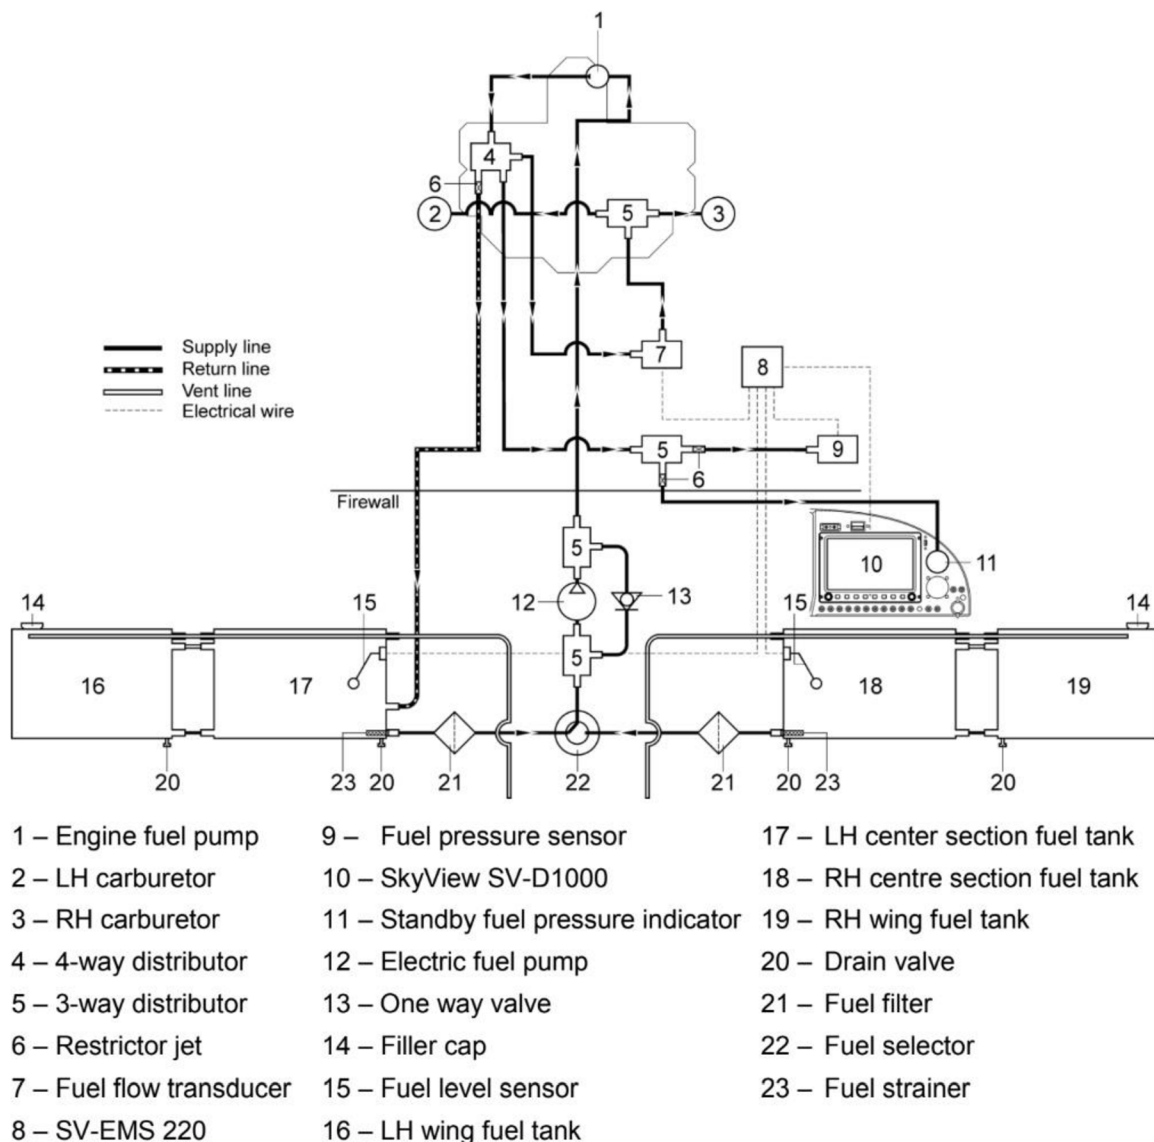 1
4
6
2
5
3
7
8
Supply line
Return line
Vent line
Electrical wire
5
9
6
Firewall
5
10
11
12
13
14
15
15
14
5
16
17
18
19
20
23
20
21
22
21
20
23
20
1 – Engine fuel pump
2 – LH carburetor
3 – RH carburetor
4 – 4-way distributor
5 – 3-way distributor
6 – Restrictor jet
7 – Fuel flow transducer
8 – SV-EMS 220
9 – Fuel pressure sensor
10 – SkyView SV-D1000
11 – Standby fuel pressure indicator
12 – Electric fuel pump
13 – One way valve
14 – Filler cap
15 – Fuel level sensor
16 – LH wing fuel tank
17 – LH center section fuel tank
18 – RH centre section fuel tank
19 – RH wing fuel tank
20 – Drain valve
21 – Fuel filter
22 – Fuel selector
23 – Fuel strainer